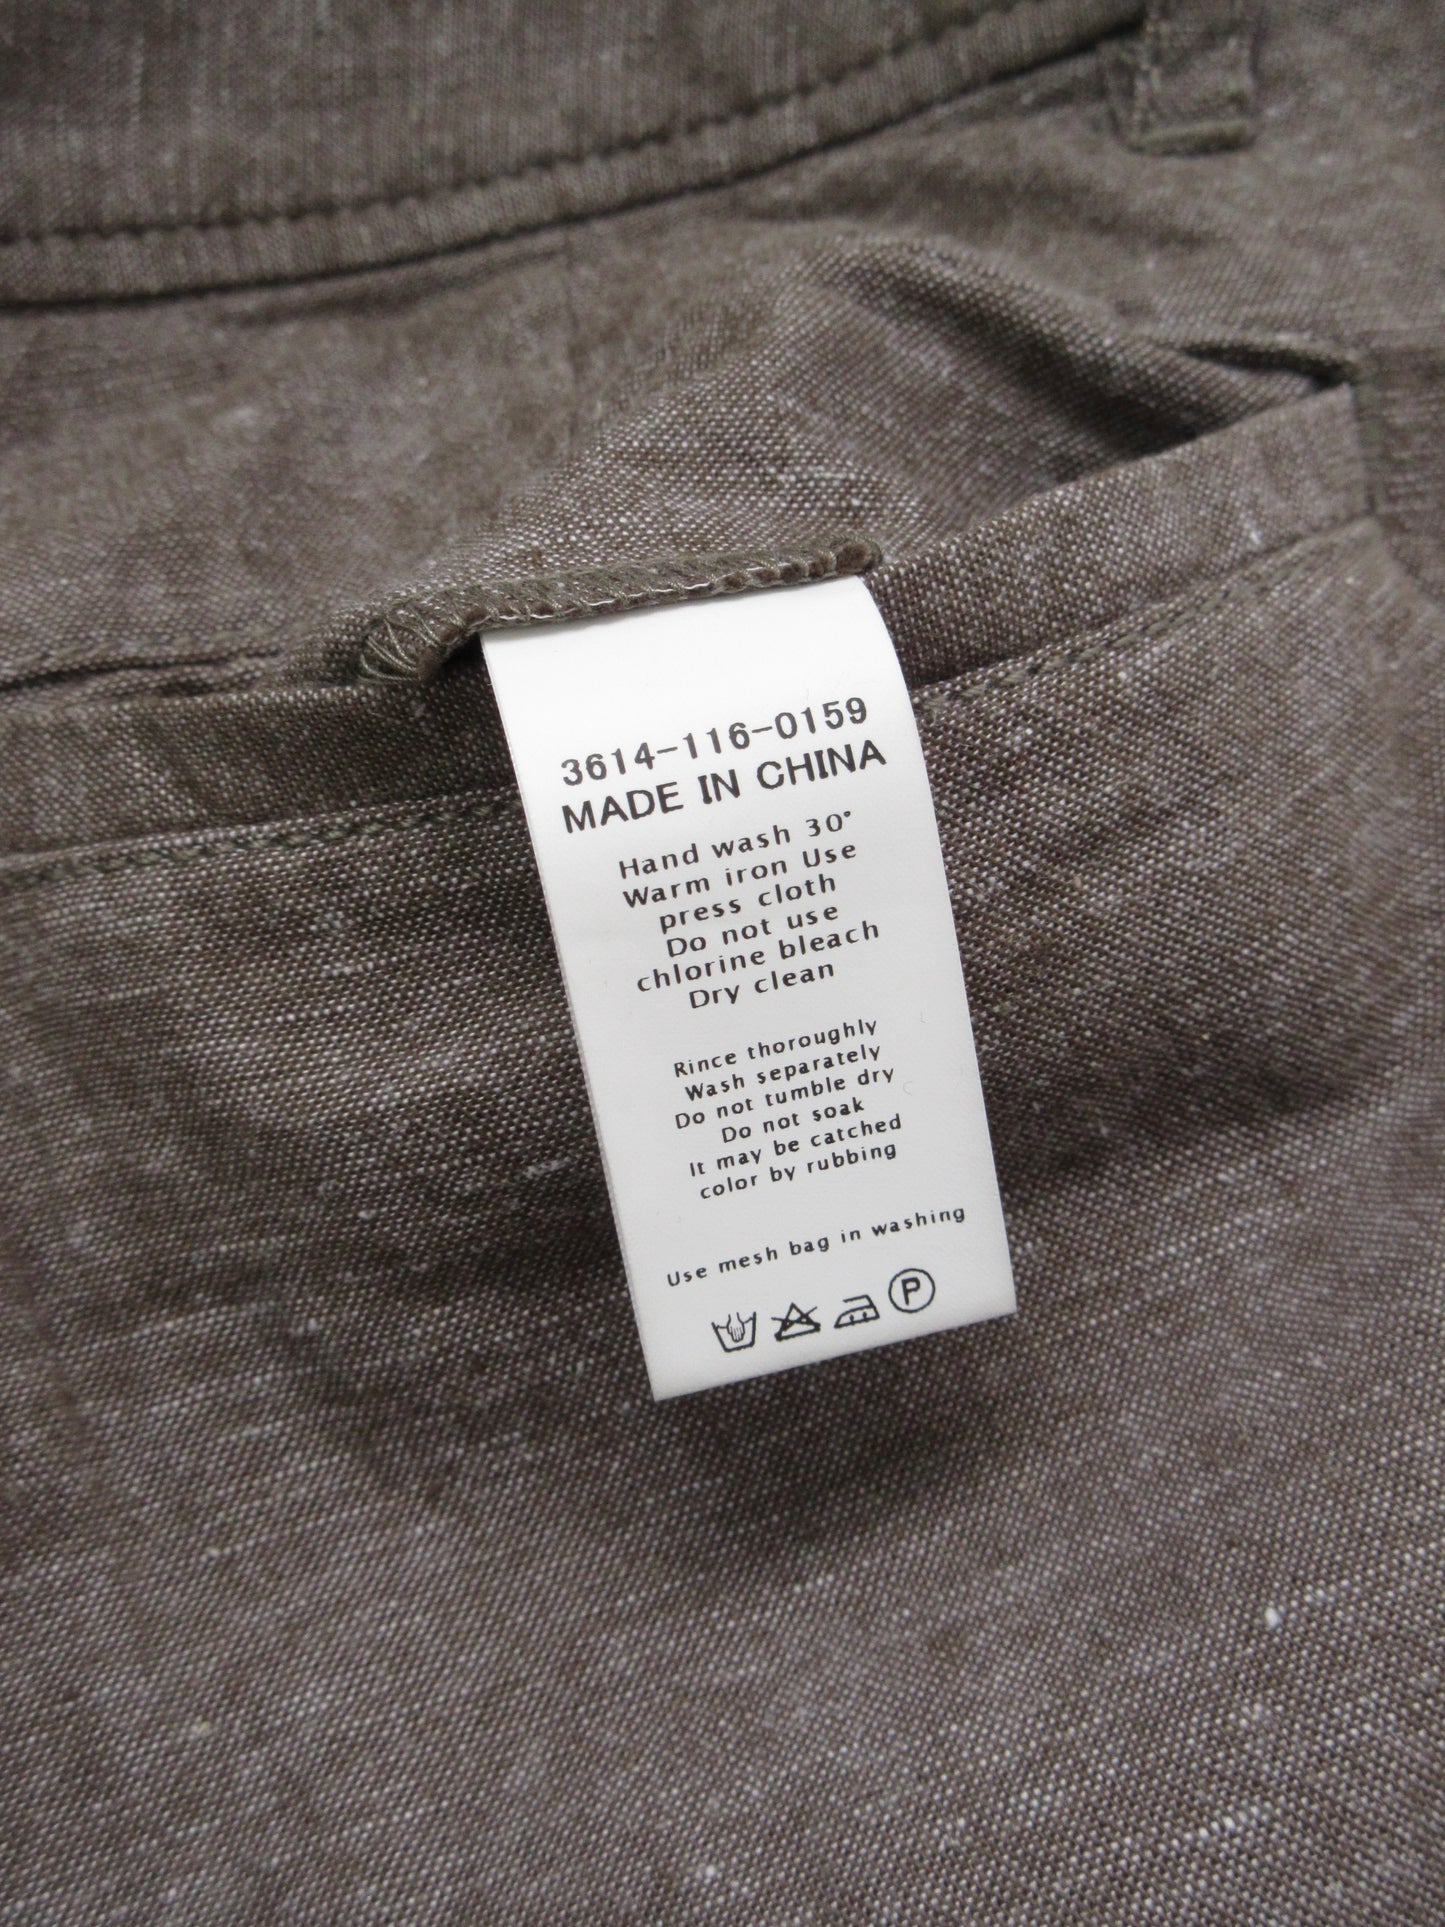 3614-116-0159
MADE IN CHINA
Hand wash 30°
Warm iron Use
press cloth
Do not use
chlorine bleach
Dry clean
Rince thoroughly
Wash separately
Do not tumble dry
Do not soak
It may be catched
color by rubbing
Use mesh bag in washing
P